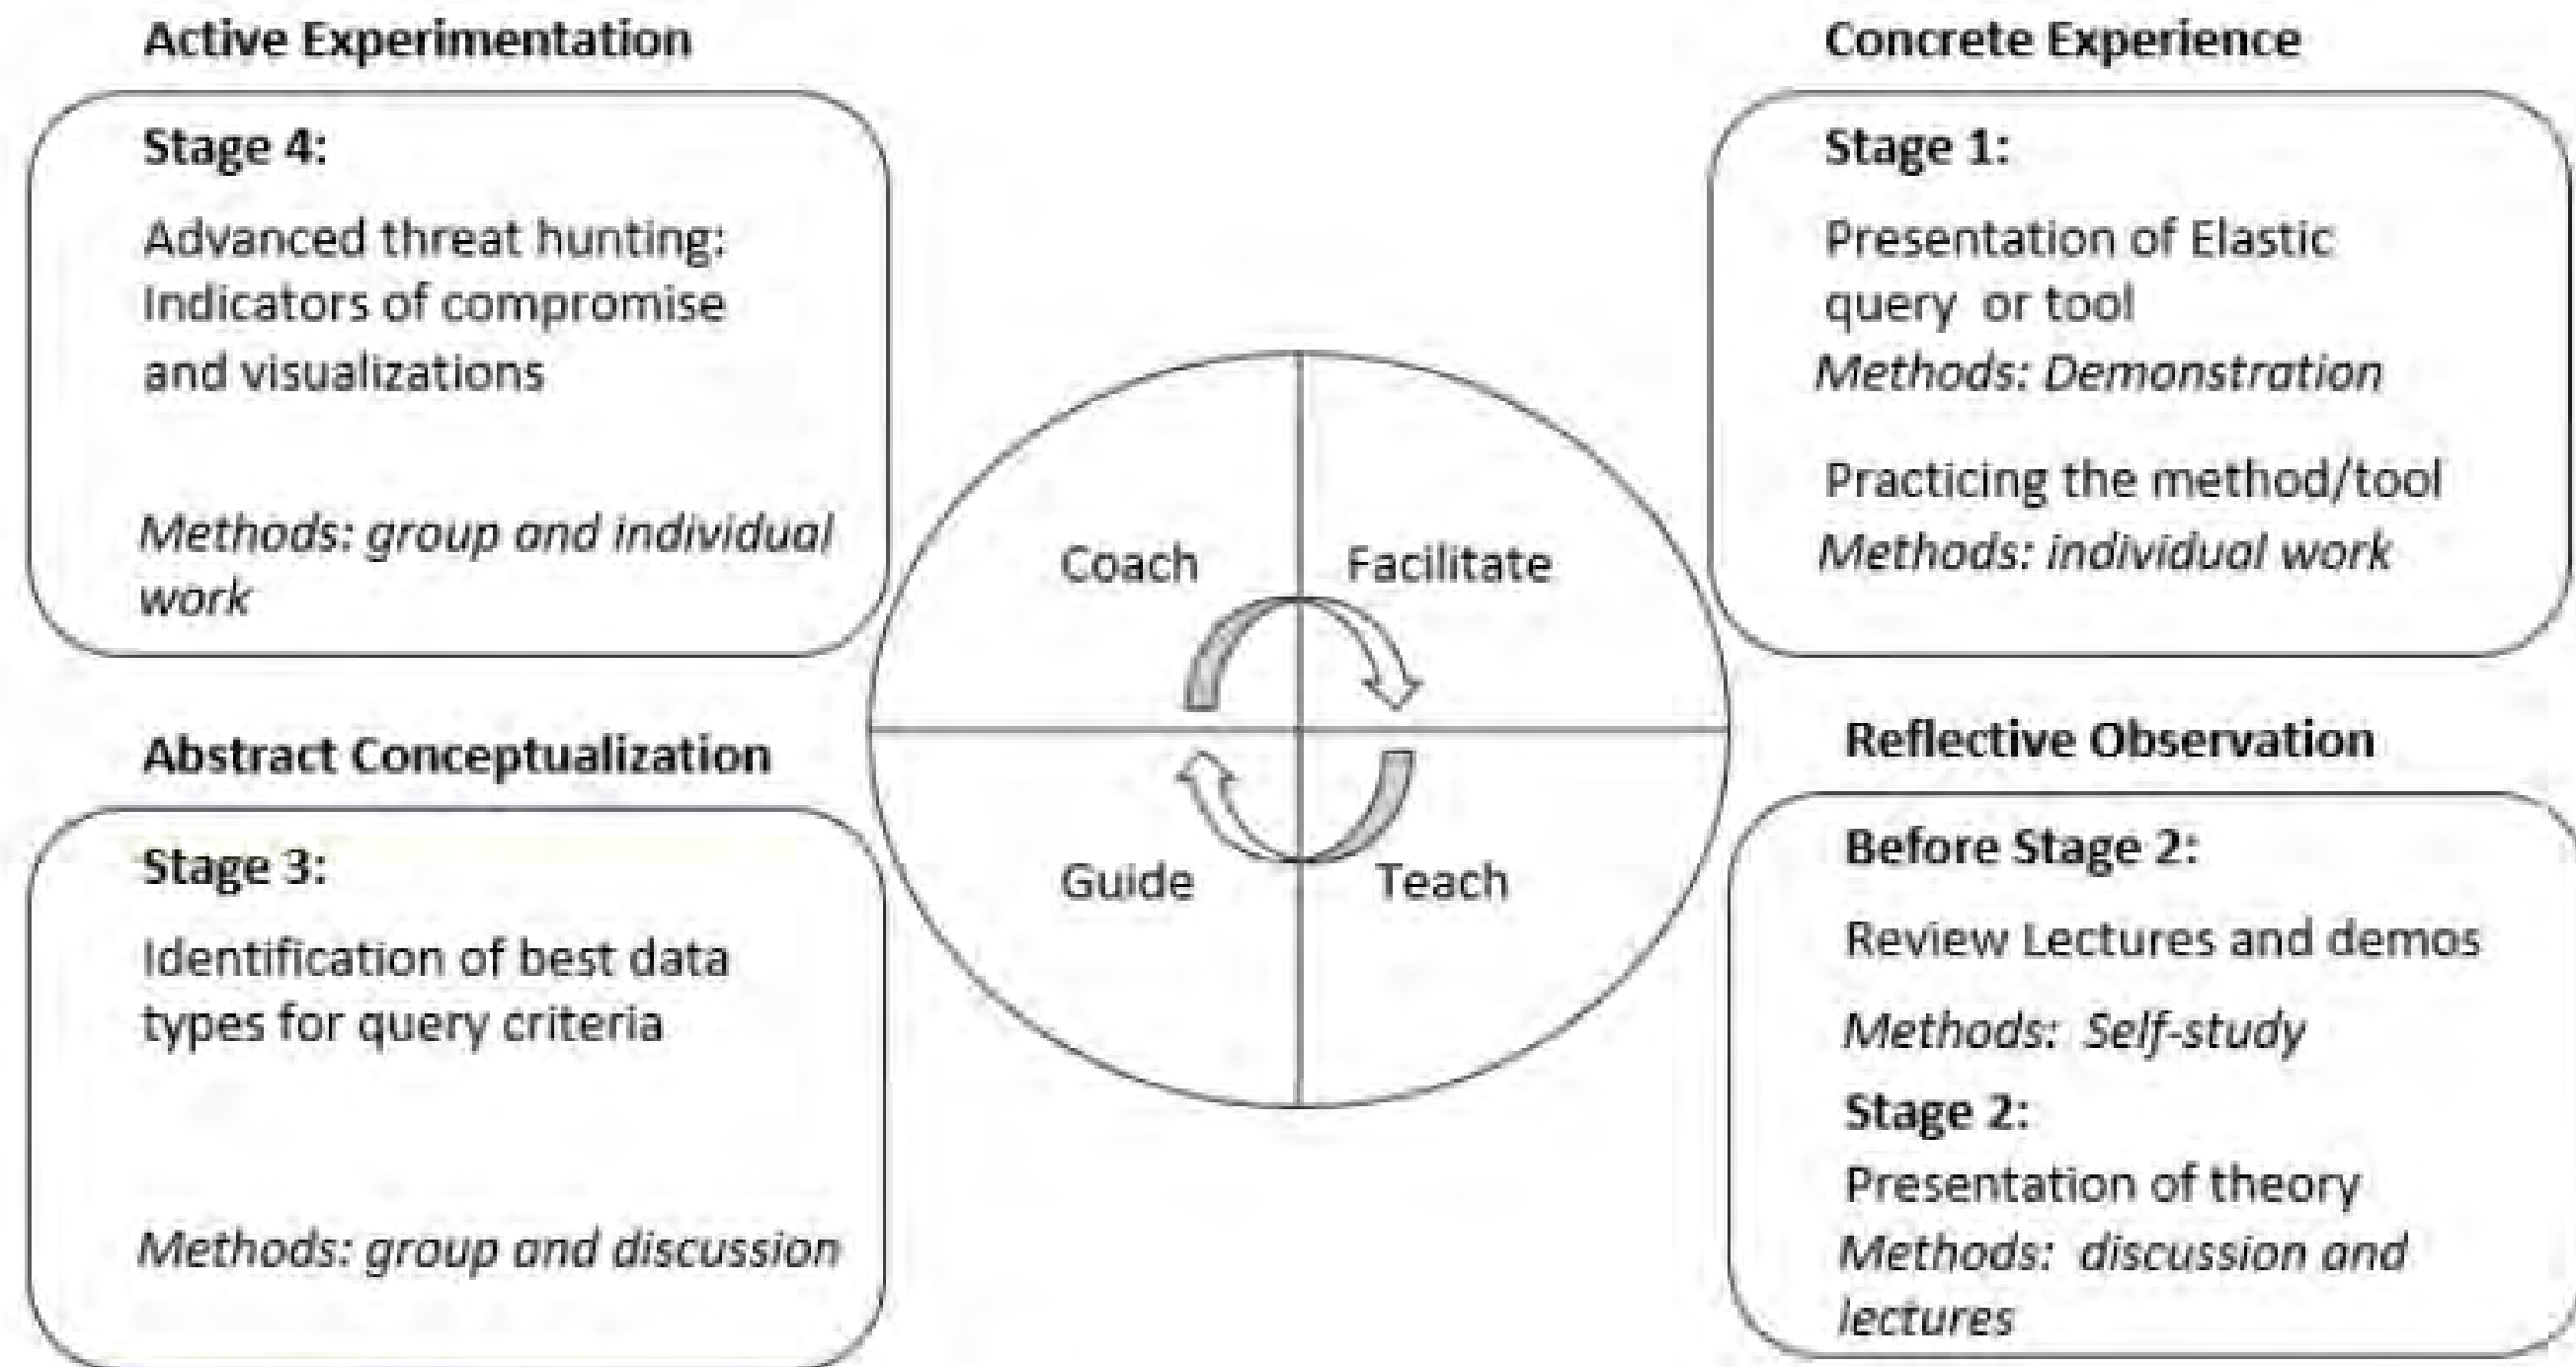 Active Experimentation
Stage 4:
Advanced threat hunting:
Indicators of compromise
and visualizations
Methods: group and individual
work
Concrete Experience
Stage 1:
Presentation of Elastic
query or tool
Methods: Demonstration
Practicing the method/tool
Methods: individual work
Coach
Facilitate
Guide
Teach
Abstract Conceptualization
Stage 3:
Identification of best data
types for query criteria
Methods: group and discussion
Reflective Observation
Before Stage 2:
Review Lectures and demos
Methods: Self-study
Stage 2:
Presentation of theory
Methods: discussion and
lectures